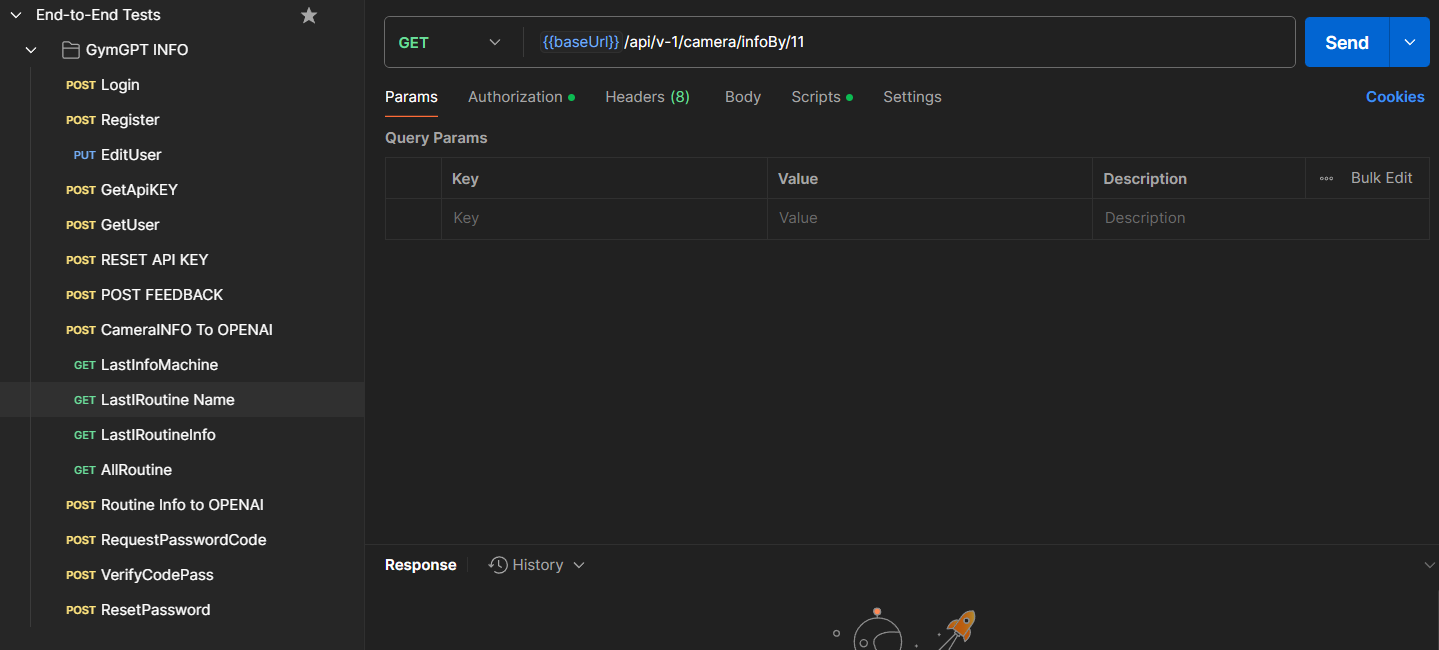 End-to-End Tests
GymGPT INFO
POST Login
POST Register
PUT EditUser
POST GetApiKEY
POST GetUser
POST RESET API KEY
POST POST FEEDBACK
POST CameraINFO To OPENAI
GET LastInfoMachine
GET LastIRoutine Name
GET LastIRoutineInfo
GET AllRoutine
POST Routine Info to OPENAI
POST RequestPasswordCode
POST VerifyCodePass
POST ResetPassword
GET {{baseUrl}} /api/v-1/camera/infoBy/11 Send
Params Authorization Headers (8) Body Scripts Settings Cookies
Query Params
Key Value Description Bulk Edit
Key Value Description
Response History